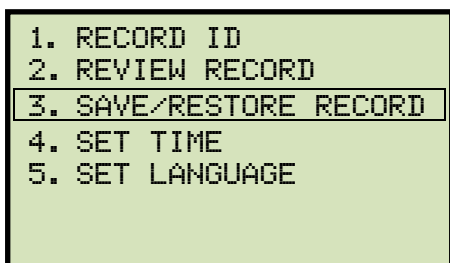 1. RECORD ID
2. REVIEW RECORD
3. SAVE/RESTORE RECORD
4. SET TIME
5. SET LANGUAGE